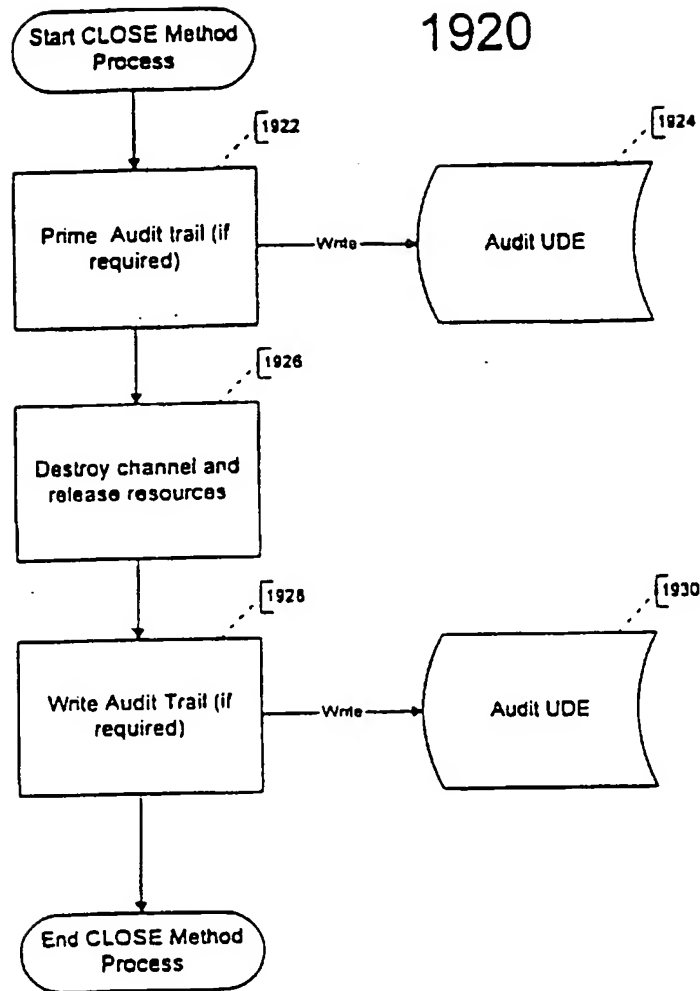 1920
Start CLOSE Method
Process
1922
1924
Prime Audit trail (if
required)
Write
Audit UDE
1926
Destroy channel and
release resources
1928
1930
Write Audit Trail (if
required)
Write
Audit UDE
End CLOSE Method
Process